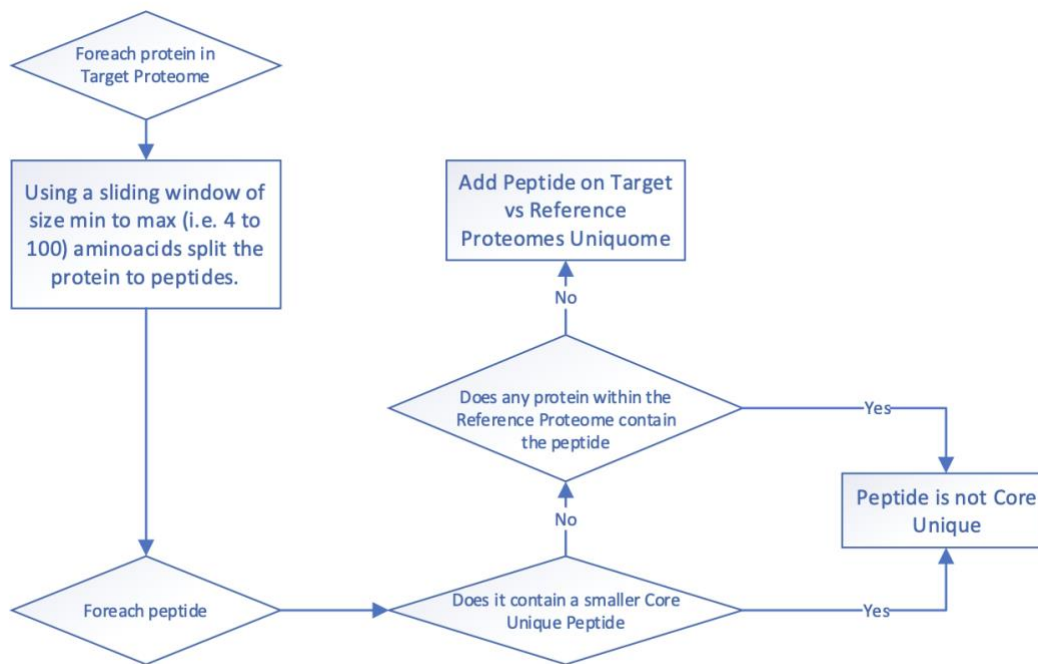 Foreach protein in
Target Proteome
Using a sliding window of
size min to max (i.e. 4 to
100) aminoacids split the
protein to peptides.
Add Peptide on Target
vs Reference
Proteomes Uniquome
No
Does any protein within the
Reference Proteome contain
the peptide
Yes
Peptide is not Core
Unique
No
Foreach peptide
Does it contain a smaller Core
Unique Peptide
Yes